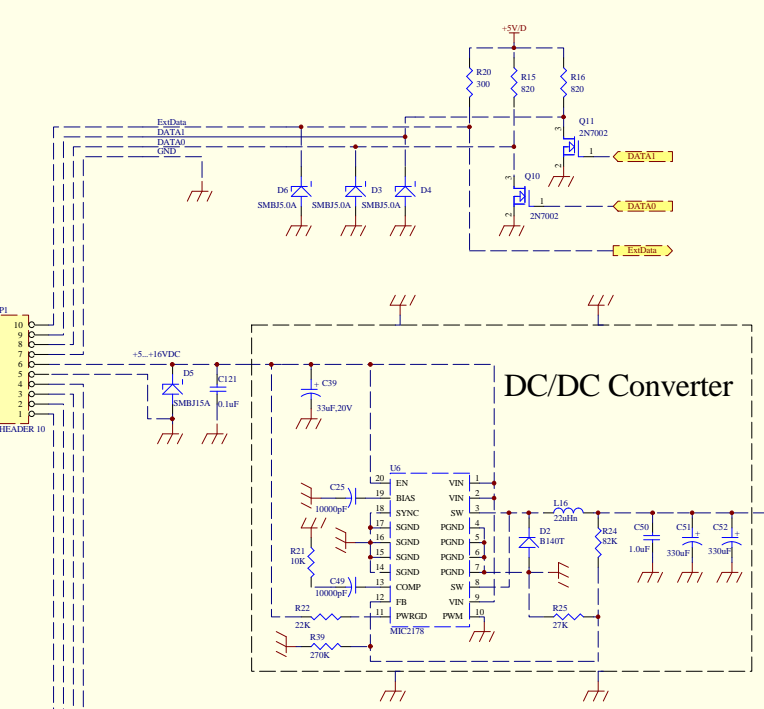 +5V/D
R20
300
R15
820
R16
820
ExtData
DATA1
DATA0
GND
Q11
2N7002
3
2
1
DATA1
D6
SMBJ5.0A
D3
SMBJ5.0A
D4
SMBJ5.0A
Q10
3
2
1
2N7002
DATA0
ExtData
P1
10
9
8
7
6
5
4
3
2
1
HEADER 10
+5...+16VDC
D5
SMBJ15A
C121
0.1uF
+ C39
33uF,20V
DC/DC Converter
U6
20 EN VIN 1
19 BIAS VIN 2
18 SYNC SW 3
17 SGND PGND 4
16 SGND PGND 5
15 SGND PGND 6
14 SGND PGND 7
13 COMP SW 8
12 FB VIN 9
11 PWRGD PWM 10
MIC2178
C25
10000pF
R21
10K
C49
10000pF
R22
22K
R39
270K
L16
22uHn
D2
B140T
R24
82K
R25
27K
C50
1.0uF
C51
+
330uF
C52
+
330uF